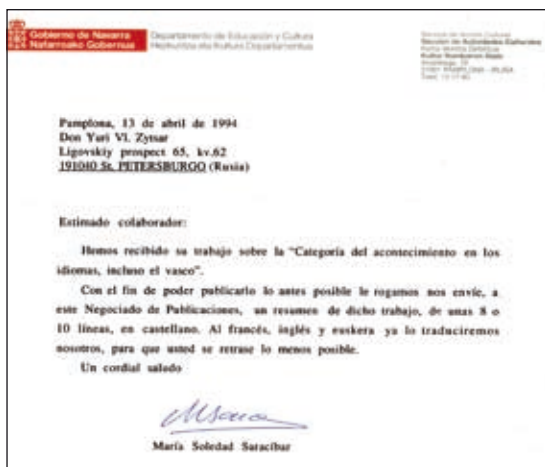 Gobierno de Navarra
Nafarroako Gobernua
Departamento de Educación y Cultura
Hezkuntza eta Kultura Departamentua
Pamplona, 13 de abril de 1994
Don Yuri Vl. Zytsar
Ligovskiy prospect 65, kv.62
191040 St. PETERSBURGO (Rusia)
Estimado colaborador:
Hemos recibido su trabajo sobre la "Categoría del acontecimiento en los
idiomas, incluso el vasco".
Con el fin de poder publicarlo lo antes posible le rogamos nos envíe, a
este Negociado de Publicaciones, un resumen de dicho trabajo, de unas 8 o
10 líneas, en castellano. Al francés, inglés y euskera ya lo traduciremos
nosotros, para que usted se retrase lo menos posible.
Un cordial saludo
María Soledad Saracíbar